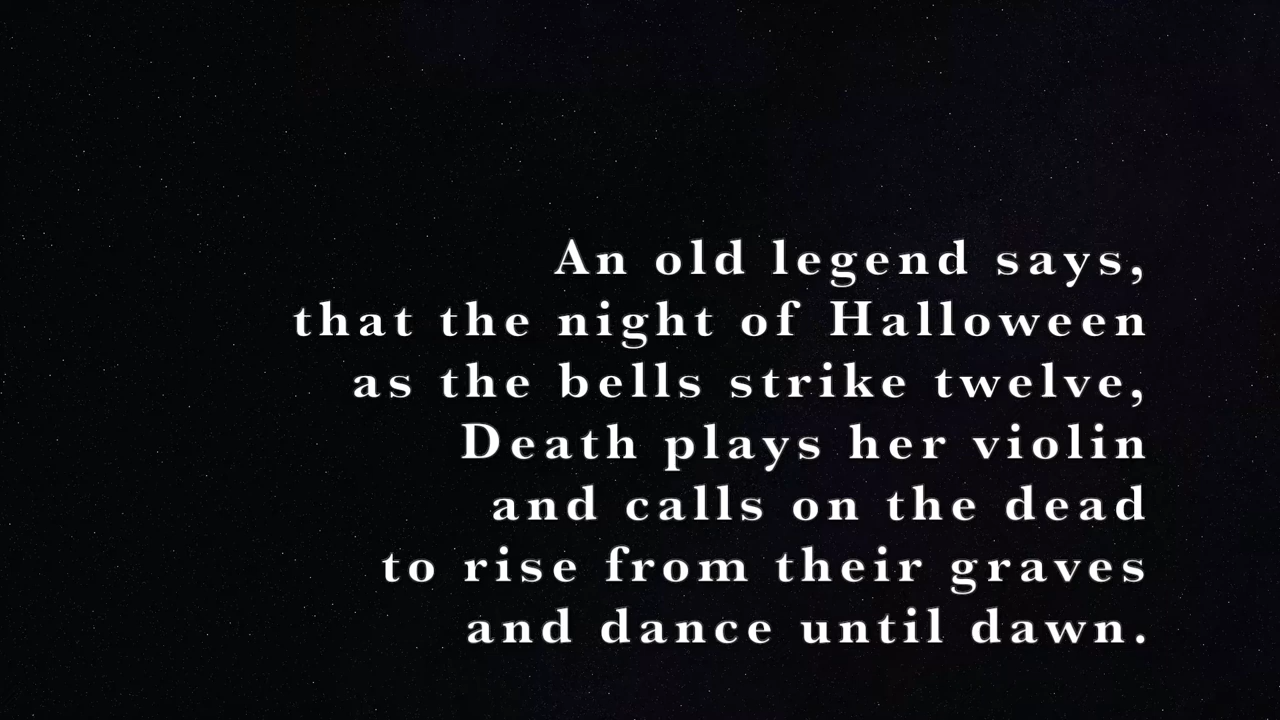 An old legend says,
that the night of Halloween
as the bells strike twelve,
Death plays her violin
and calls on the dead
to rise from their graves
and dance until dawn.